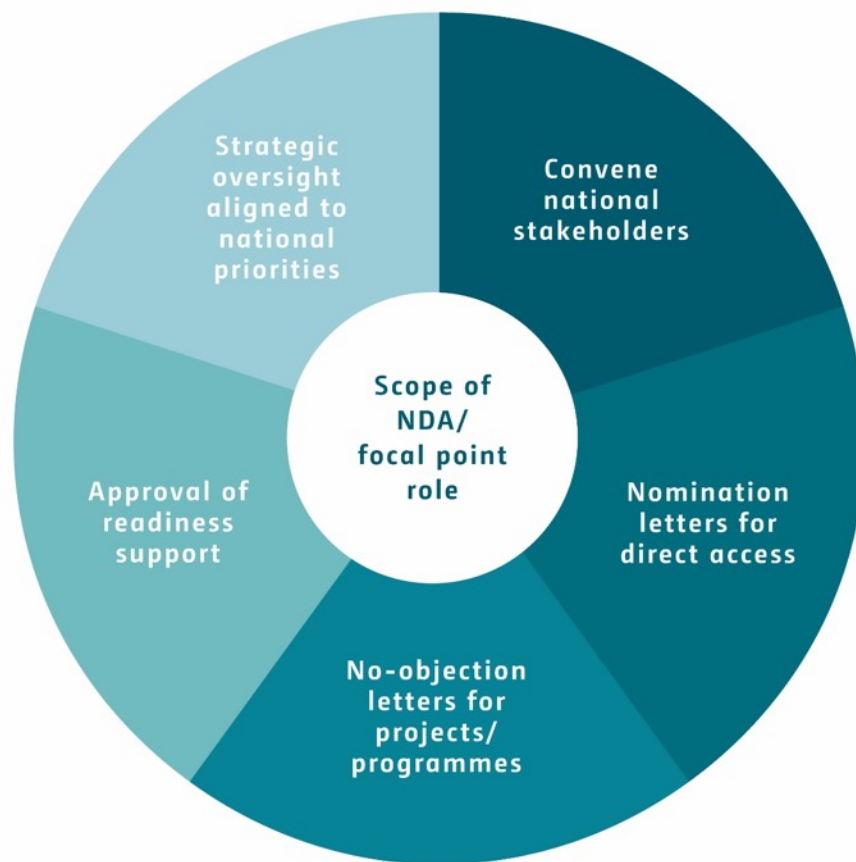 Strategic
oversight
aligned to
national
priorities
Convene
national
stakeholders
Scope of
NDA/
focal point
role
Approval of
readiness
support
Nomination
letters for
direct access
No-objection
letters for
projects/
programmes